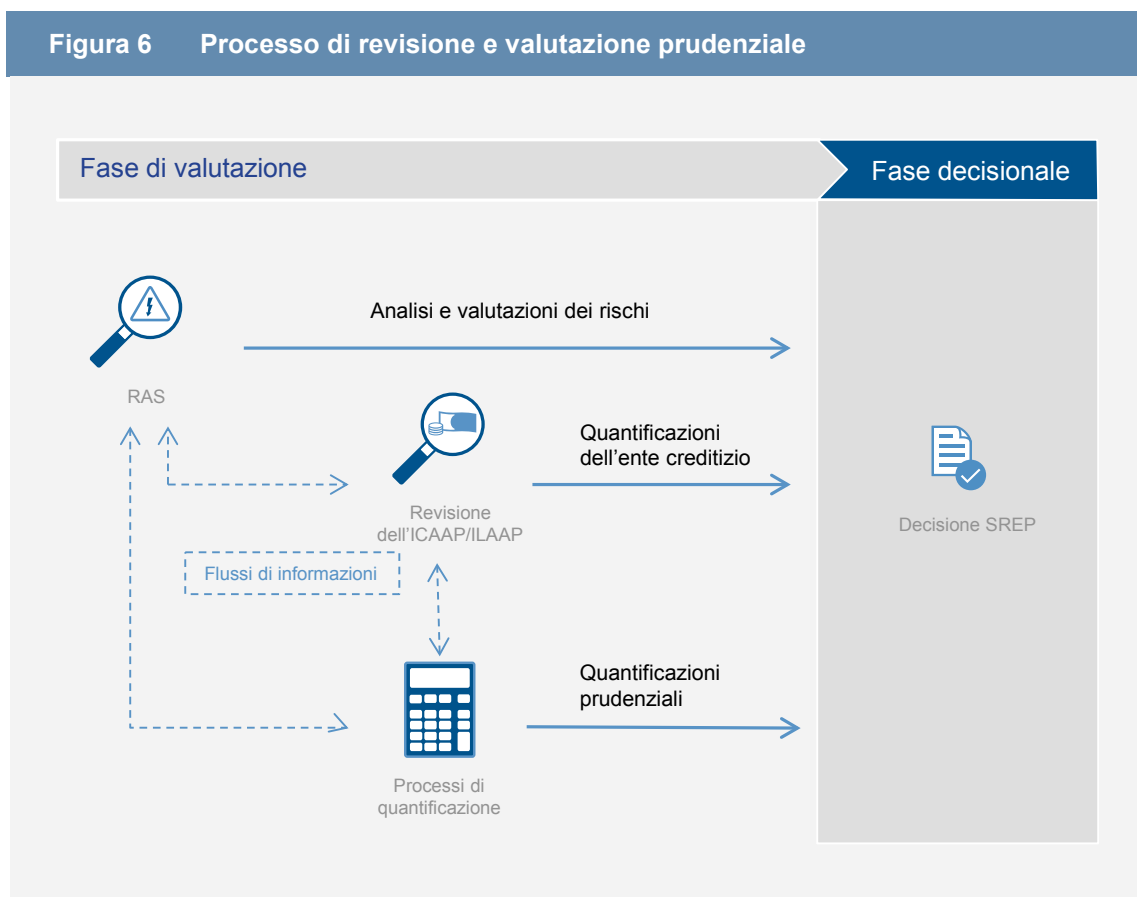 Figura 6 Processo di revisione e valutazione prudenziale
Fase di valutazione
Fase decisionale
Analisi e valutazioni dei rischi
RAS
Quantificazioni
dell'ente creditizio
Revisione
dell'ICAAP/ILAAP
Decisione SREP
Flussi di informazioni
Quantificazioni
prudenziali
Processi di
quantificazione